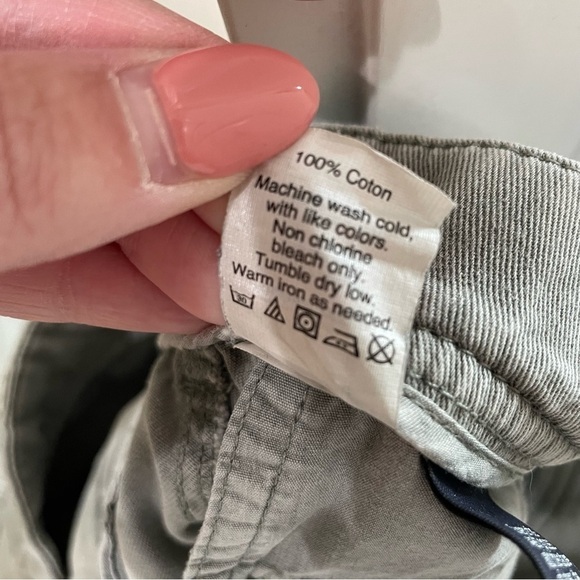 100% Coton
Machine wash cold,
with like colors.
Non chlorine
bleach only.
Tumble dry low.
Warm iron as needed.
30